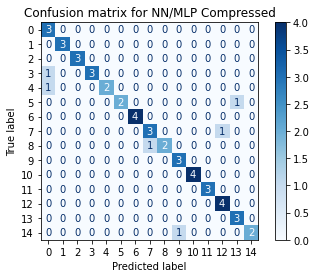 Confusion matrix for NN/MLP Compressed
True label
0 3 0 0 0 0 0 0 0 0 0 0 0 0 0 0
1 0 3 0 0 0 0 0 0 0 0 0 0 0 0 0
2 0 0 3 0 0 0 0 0 0 0 0 0 0 0 0
3 1 0 0 3 0 0 0 0 0 0 0 0 0 0 0
4 1 0 0 0 2 0 0 0 0 0 0 0 0 0 0
5 0 0 0 0 0 2 0 0 0 0 0 0 0 1 0
6 0 0 0 0 0 0 4 0 0 0 0 0 0 0 0
7 0 0 0 0 0 0 0 3 0 0 0 0 1 0 0
8 0 0 0 0 0 0 0 1 2 0 0 0 0 0 0
9 0 0 0 0 0 0 0 0 0 3 0 0 0 0 0
10 0 0 0 0 0 0 0 0 0 0 4 0 0 0 0
11 0 0 0 0 0 0 0 0 0 0 0 3 0 0 0
12 0 0 0 0 0 0 0 0 0 0 0 0 4 0 0
13 0 0 0 0 0 0 0 0 0 0 0 0 0 3 0
14 0 0 0 0 0 0 0 0 0 1 0 0 0 0 2
0 1 2 3 4 5 6 7 8 9 10 11 12 13 14
Predicted label
4.0
3.5
3.0
2.5
2.0
1.5
1.0
0.5
0.0